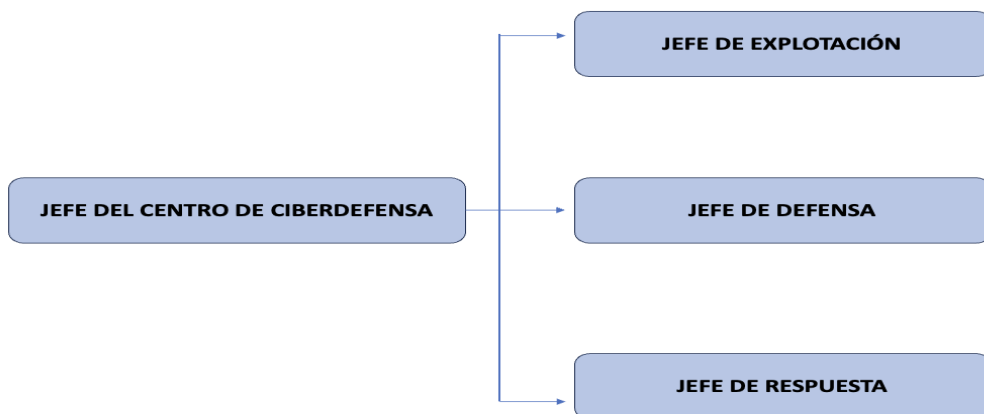 JEFE DE EXPLOTACIÓN
JEFE DEL CENTRO DE CIBERDEFENSA
JEFE DE DEFENSA
JEFE DE RESPUESTA